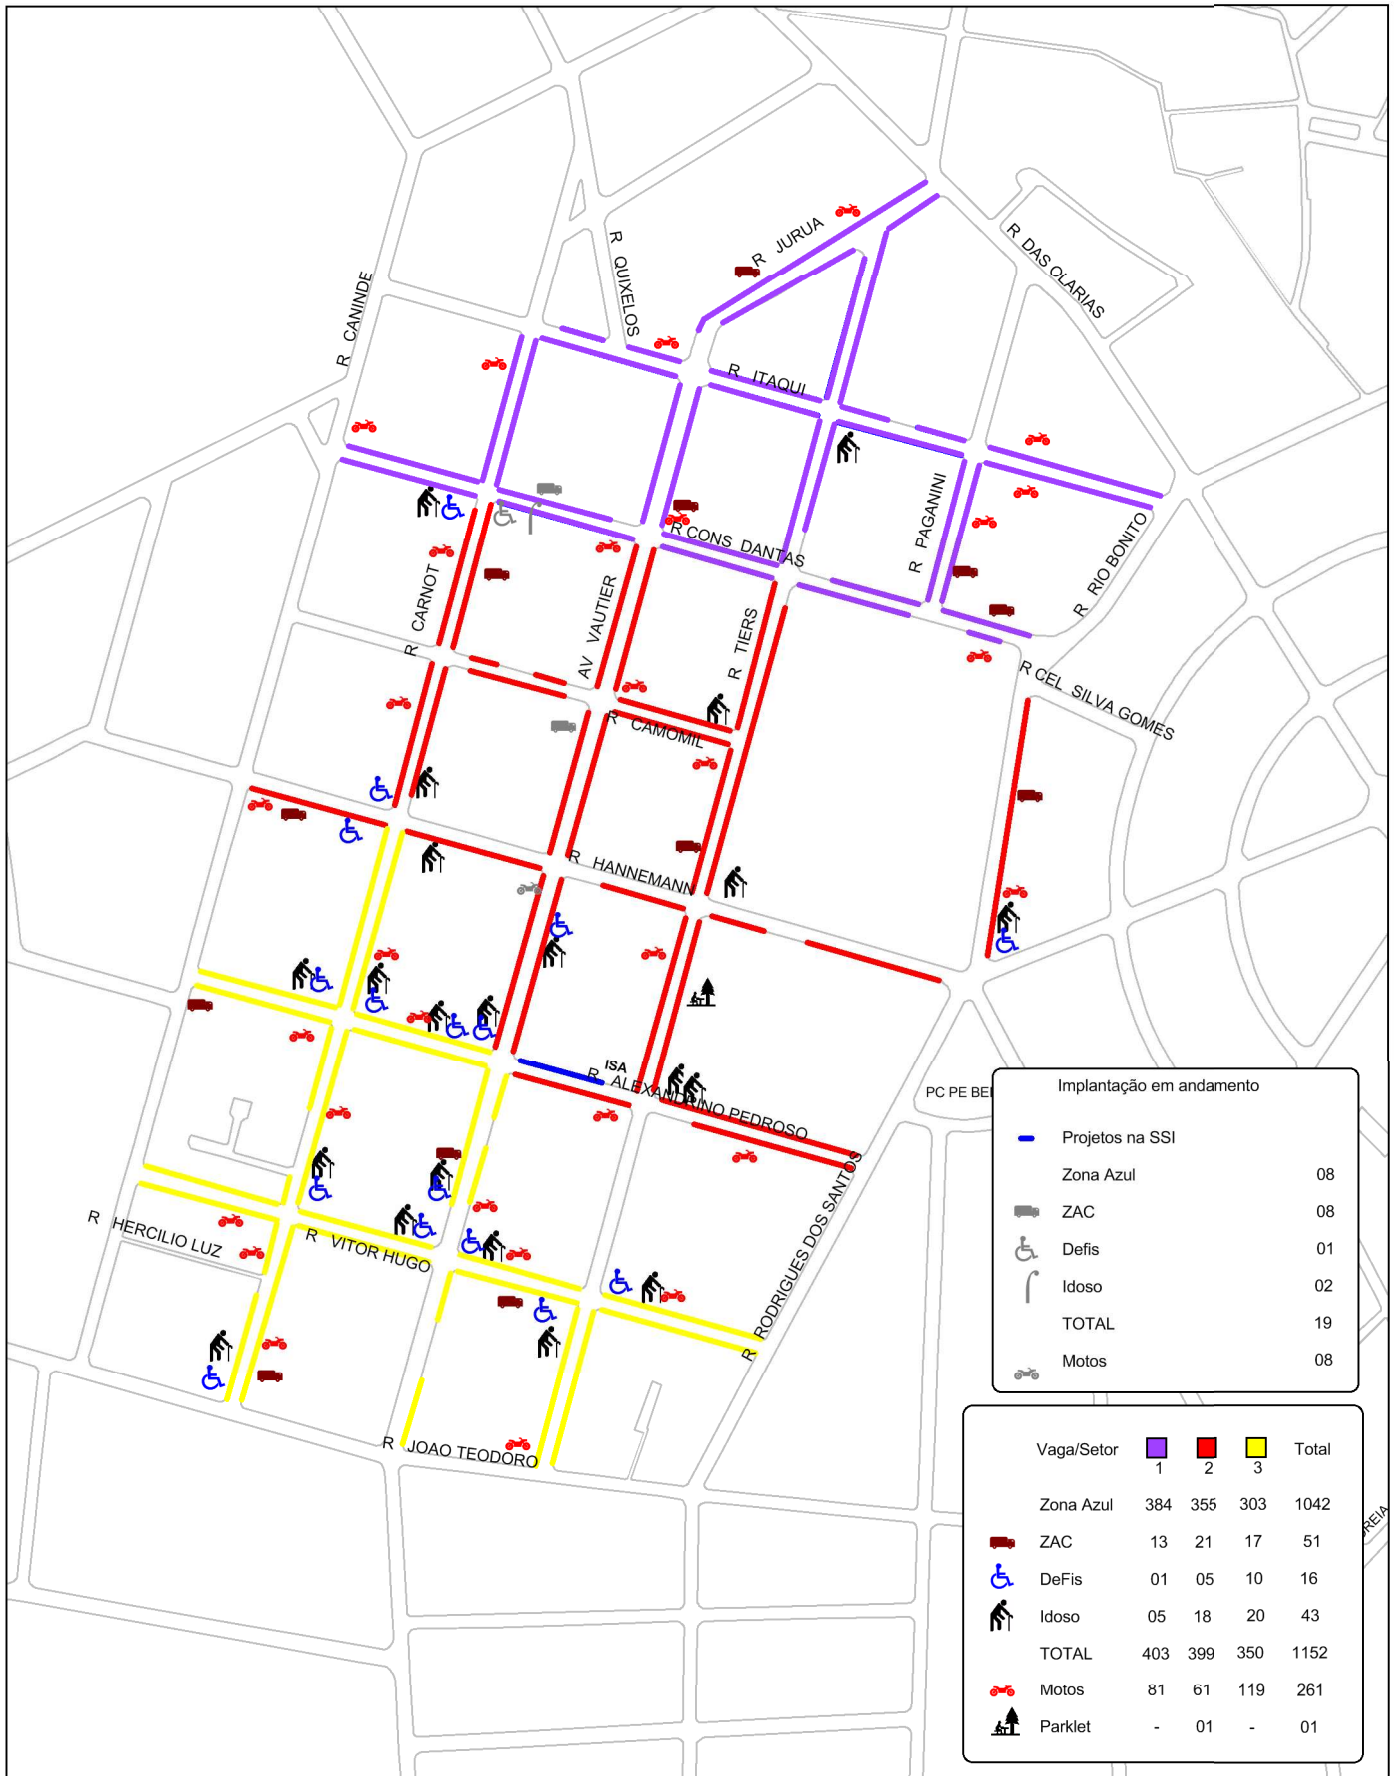 R JURUA
R DAS CLARIAS
R QUIXELOS
R CANINDE
R ITAQUI
R PAGANINI
R RIO BONITO
R CONS DANTAS
R CARNOT
AV VAUTIER
R TIERS
R CEL SILVA GOMES
R CAMOMIL
R HANNEMANN
ISA
R ALEXANDRINO PEDROSO
PC PE BE
R HERCILIO LUZ
R VITOR HUGO
R RODRIGUES DOS SANTOS
R JOAO TEODORO
REIA
Implantação em andamento
Projetos na SSI
Zona Azul 08
ZAC 08
Defis 01
Idoso 02
TOTAL 19
Motos 08
Vaga/Setor 1 2 3 Total
Zona Azul 384 355 303 1042
ZAC 13 21 17 51
DeFis 01 05 10 16
Idoso 05 18 20 43
TOTAL 403 399 350 1152
Motos 81 61 119 261
Parklet - 01 - 01